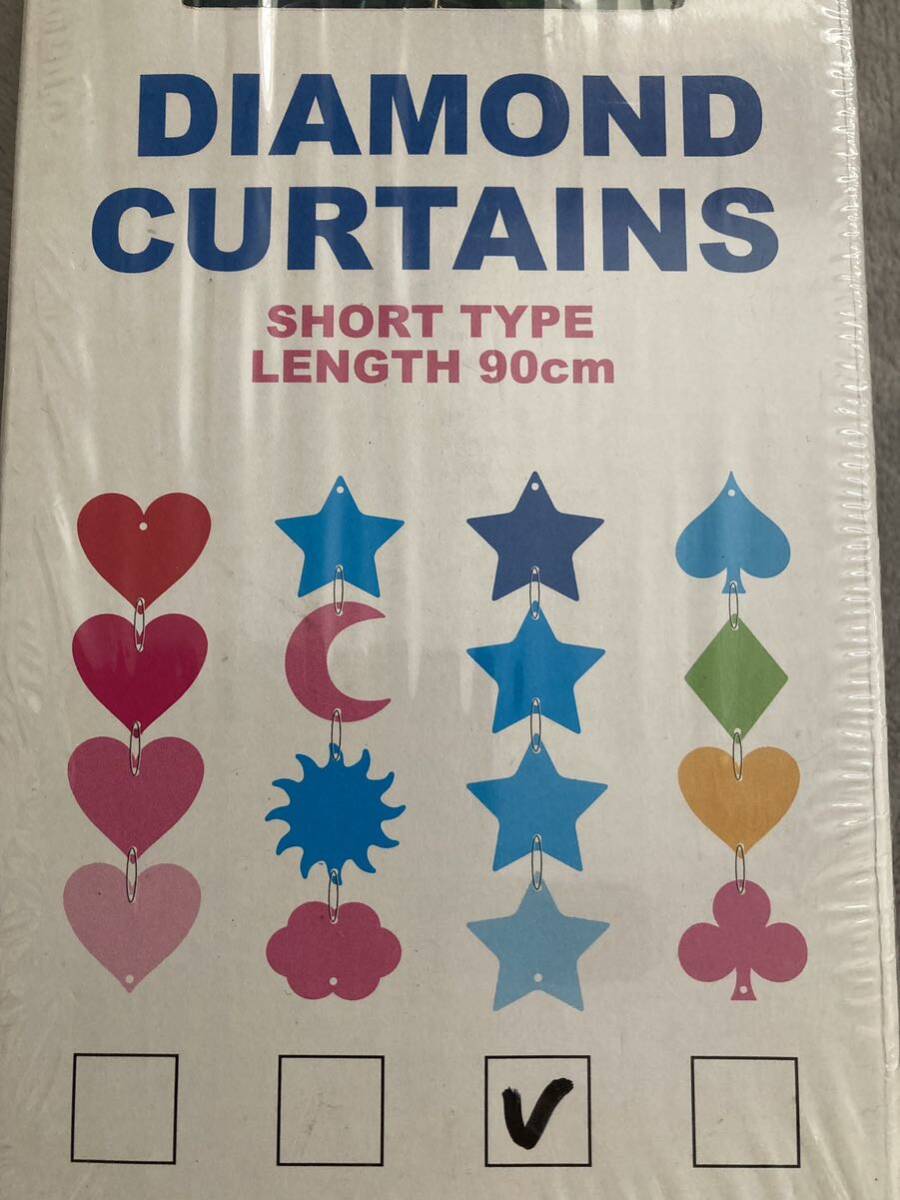 DIAMOND
CURTAINS
SHORT TYPE
LENGTH 90cm